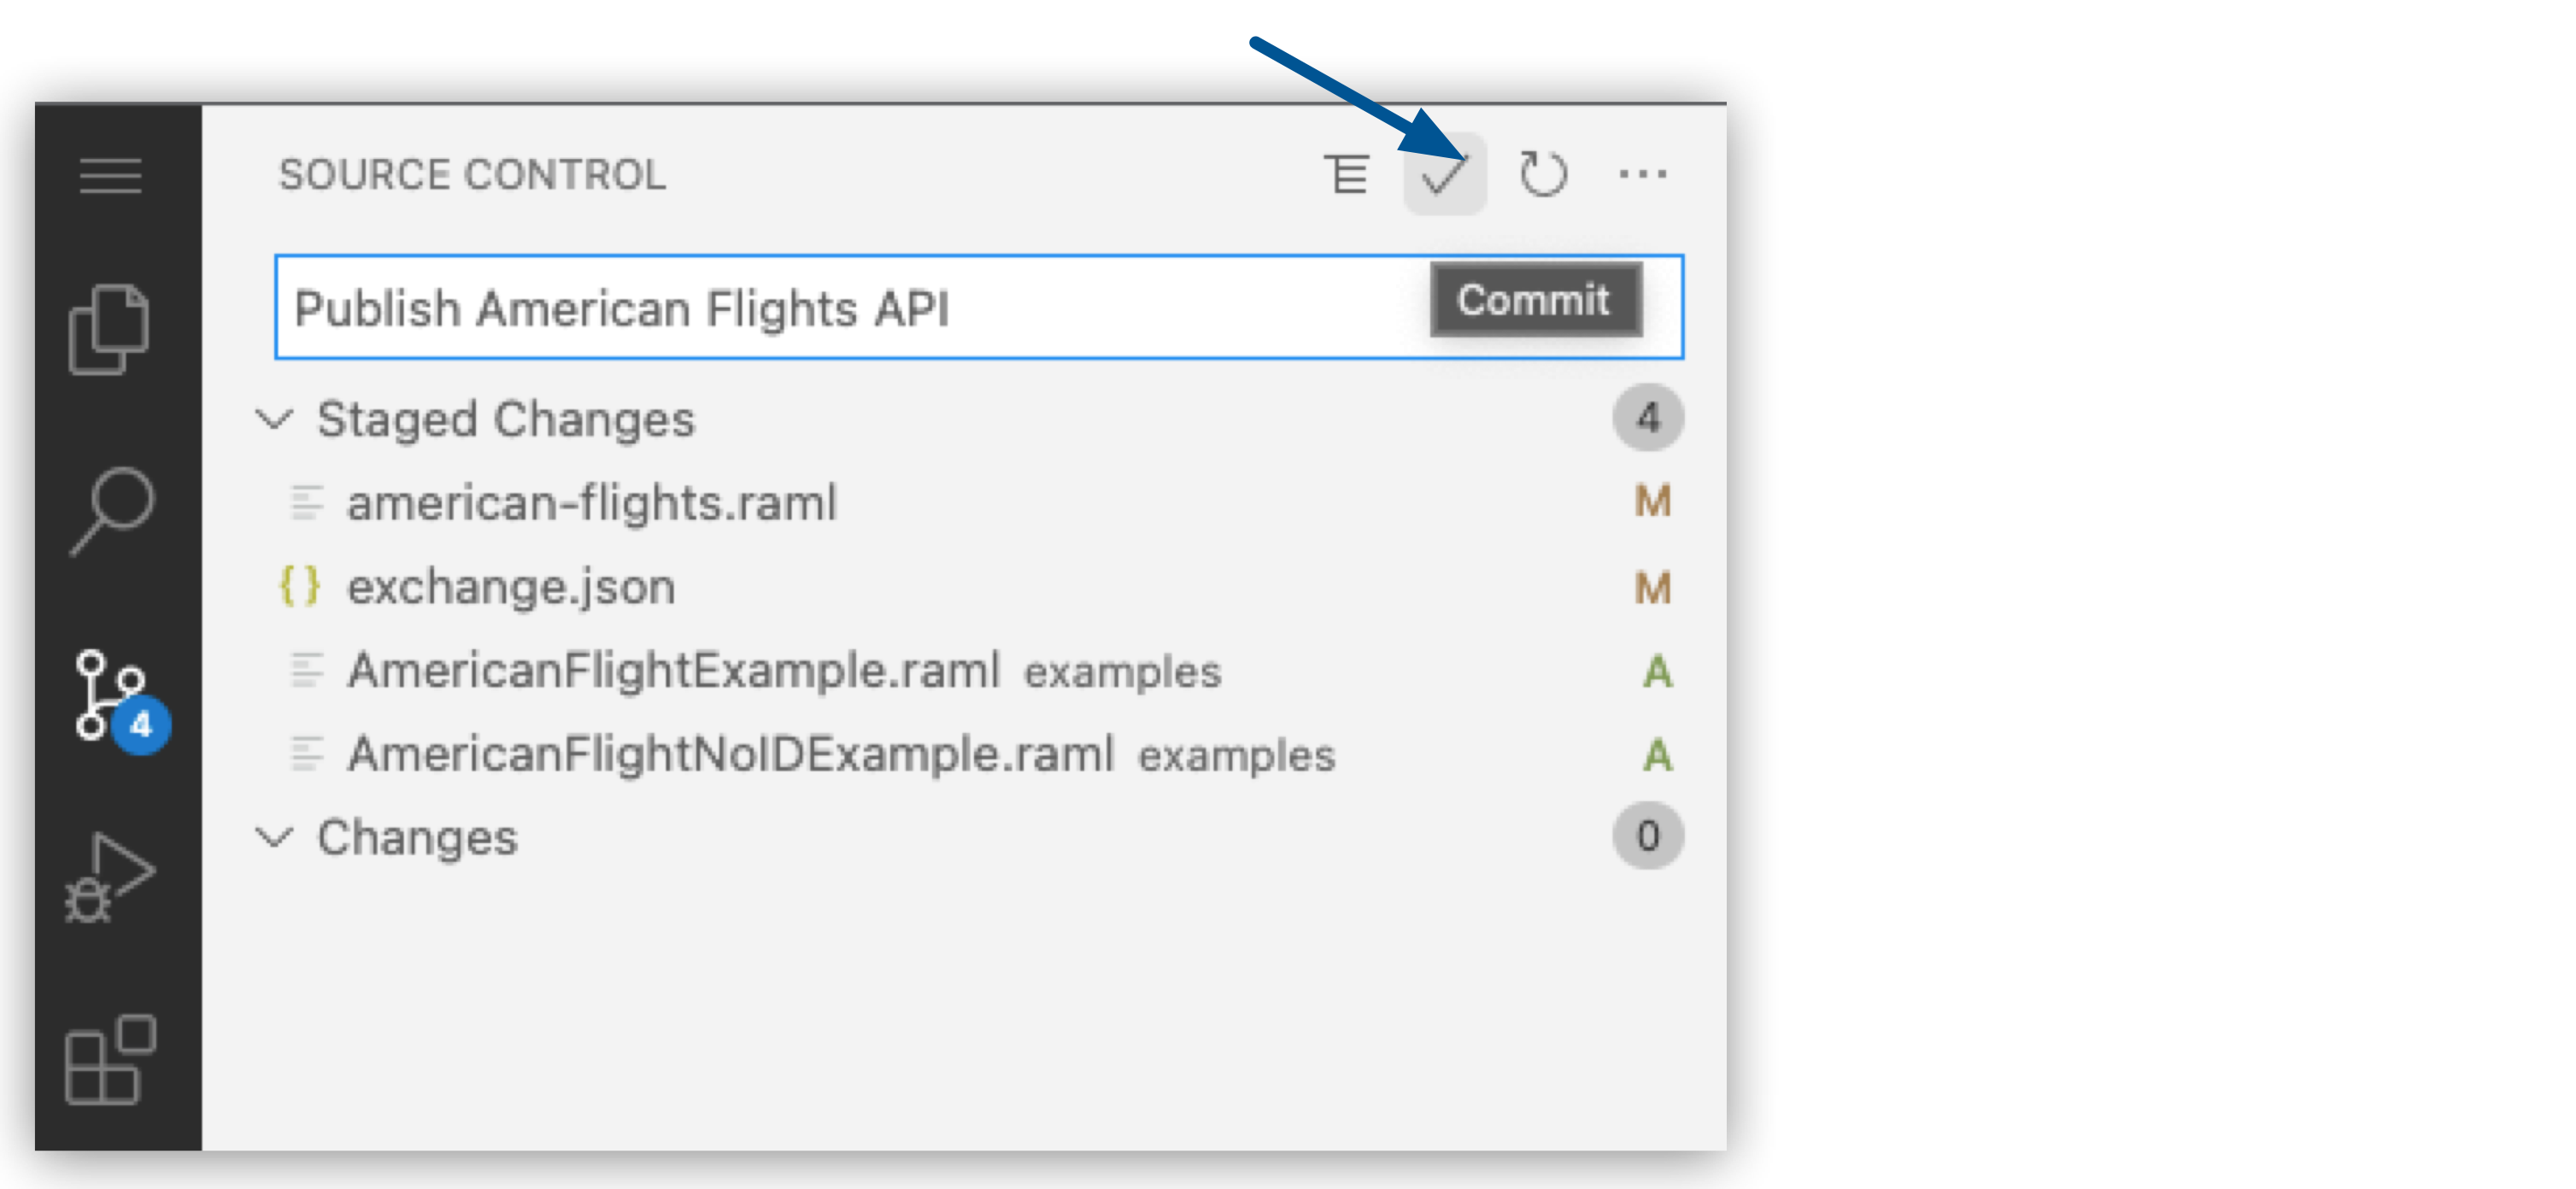 SOURCE CONTROL
Publish American Flights API
Commit
Staged Changes 4
american-flights.raml M
{} exchange.json M
AmericanFlightExample.raml examples A
4
AmericanFlightNoIDExample.raml examples A
Changes 0